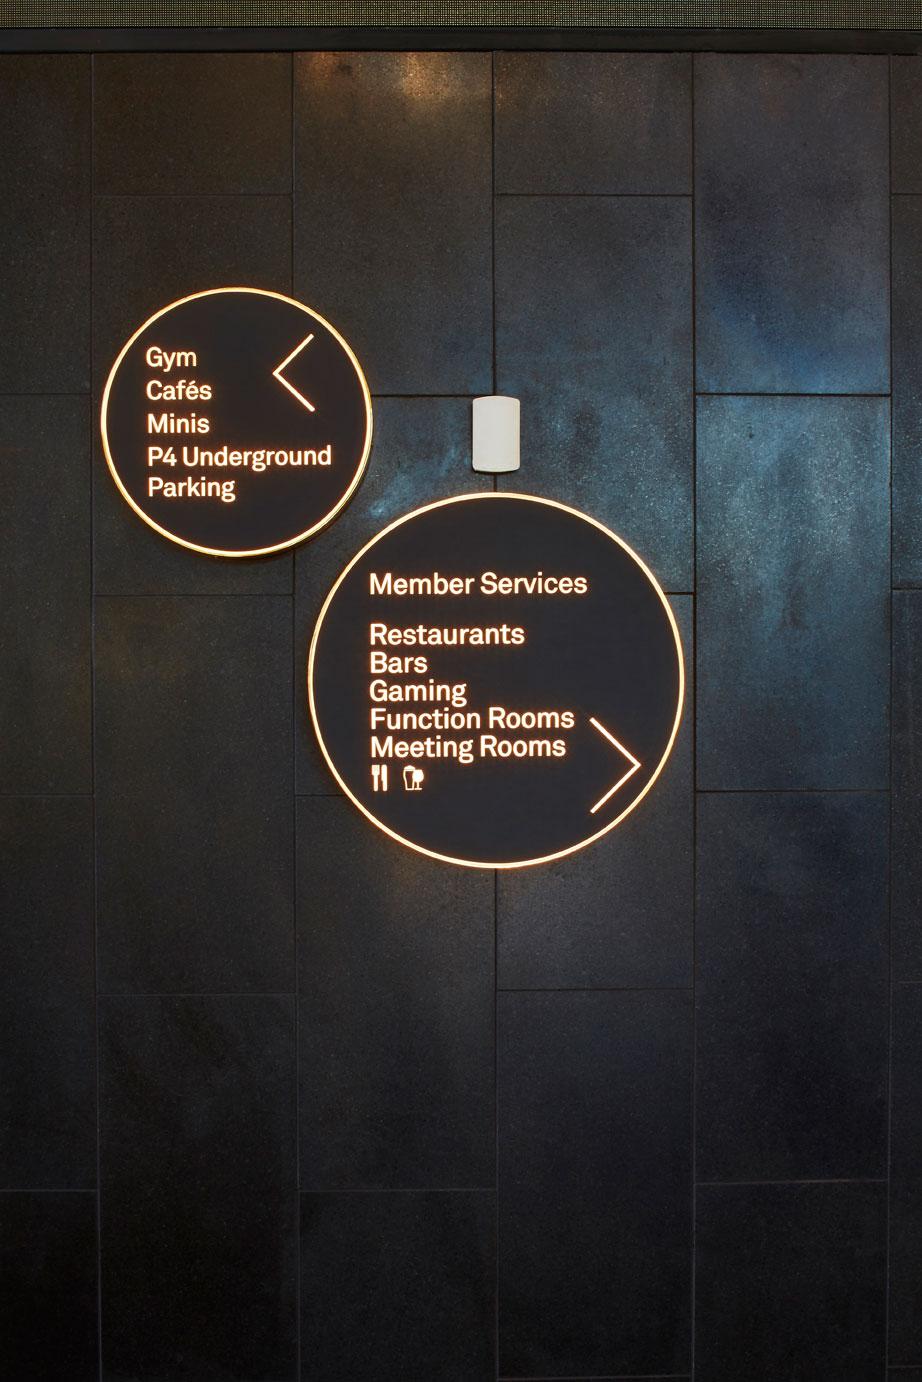 Gym
Cafés
Minis
P4 Underground
Parking
Member Services
Restaurants
Bars
Gaming
Function Rooms
Meeting Rooms